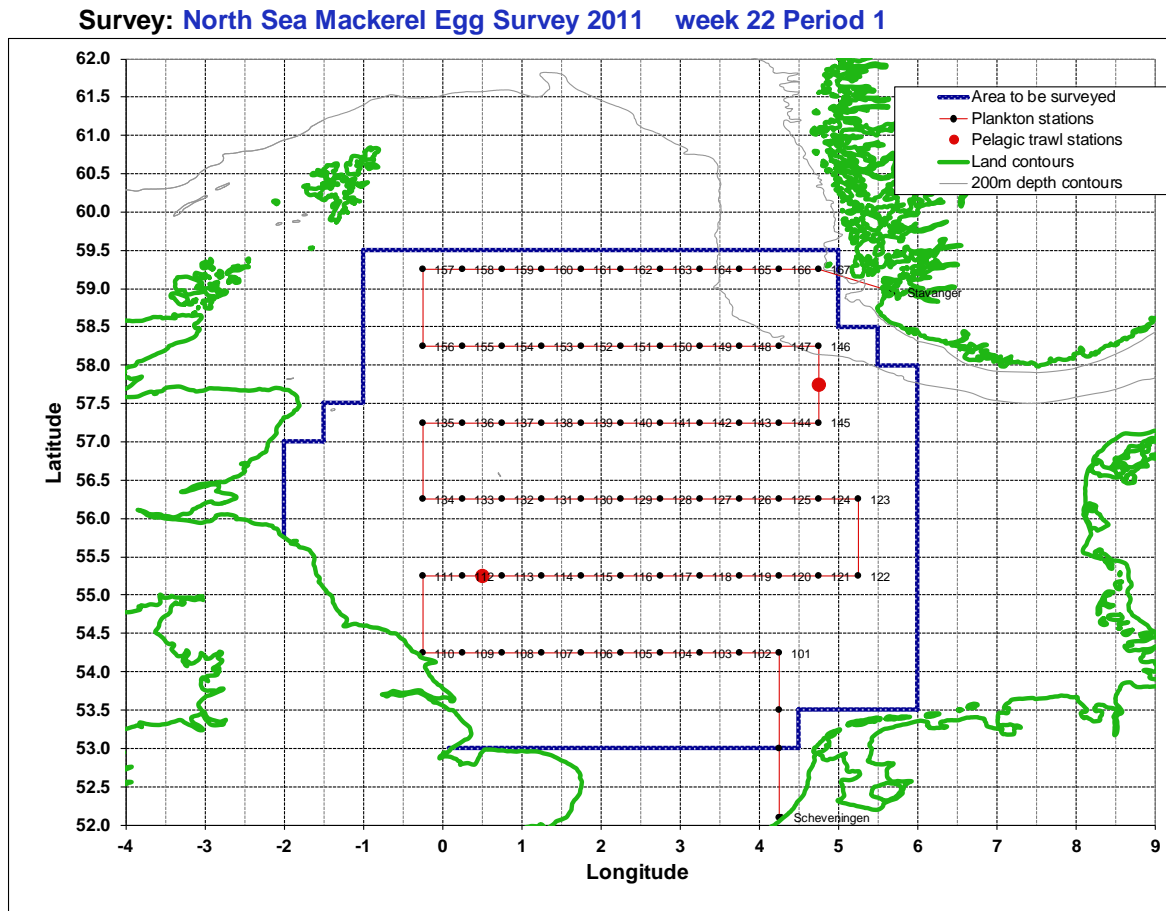 Survey: North Sea Mackerel Egg Survey 2011 week 22 Period 1
62.0
61.5
61.0
60.5
60.0
59.5
59.0
58.5
58.0
57.5
57.0
56.5
56.0
55.5
55.0
54.5
54.0
53.5
53.0
52.5
52.0
Latitude
Area to be surveyed
Plankton stations
Pelagic trawl stations
Land contours
200m depth contours
157 158 159 160 161 162 163 164 165 166 167
Stavanger
156 155 154 153 152 151 150 149 148 147 146
135 136 137 138 139 140 141 142 143 144 145
134 133 132 131 130 129 128 127 126 125 124 123
111 112 113 114 115 116 117 118 119 120 121 122
110 109 108 107 106 105 104 103 102 101
Scheveningen
-4 -3 -2 -1 0 1 2 3 4 5 6 7 8 9
Longitude